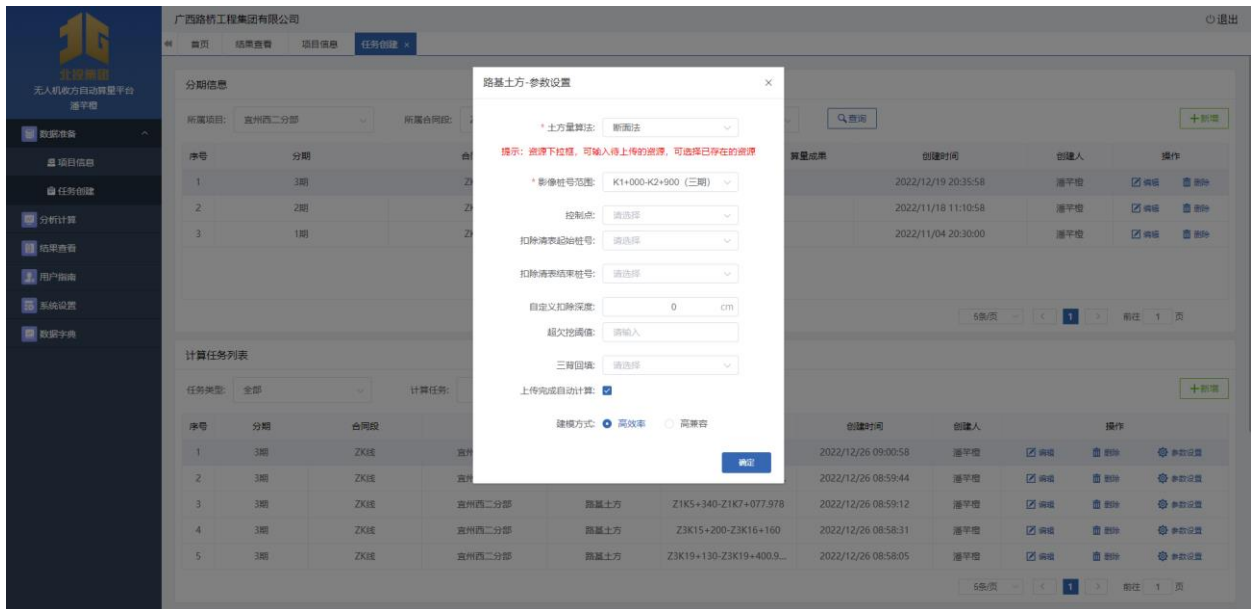 广西路桥工程集团有限公司
退出
首页 结果查看 项目信息 任务创建 ×
北投集团
无人机收方自动算量平台
潘芊橙
数据准备
项目信息
任务创建
分析计算
结果查看
用户指南
系统设置
数据字典
分期信息
所属项目: 宜州西二分部 所属合同段: 查询 +新增
序号 分期 算量成果 创建时间 创建人 操作
1 3期 2022/12/19 20:35:58 潘芊橙 编辑 删除
2 2期 2022/11/18 11:10:58 潘芊橙 编辑 删除
3 1期 2022/11/04 20:30:00 潘芊橙 编辑 删除
5条/页 < 1 > 前往 1 页
路基土方-参数设置 ×
* 土方量算法: 断面法
提示：资源下拉框，可输入待上传的资源，可选择已存在的资源
* 影像桩号范围: K1+000-K2+900（三期）
控制点: 请选择
扣除清表起始桩号: 请选择
扣除清表结束桩号: 请选择
自定义扣除深度: 0 cm
超欠挖阈值: 请输入
三背回填: 请选择
上传完成自动计算:
建模方式: 高效率 高兼容
确定
计算任务列表
任务类型: 全部 计算任务: +新增
序号 分期 合同段 创建时间 创建人 操作
1 3期 ZK线 宜州 2022/12/26 09:00:58 潘芊橙 编辑 删除 参数设置
2 3期 ZK线 宜州 2022/12/26 08:59:44 潘芊橙 编辑 删除 参数设置
3 3期 ZK线 宜州西二分部 路基土方 Z1K5+340-Z1K7+077.978 2022/12/26 08:59:12 潘芊橙 编辑 删除 参数设置
4 3期 ZK线 宜州西二分部 路基土方 Z3K15+200-Z3K16+160 2022/12/26 08:58:31 潘芊橙 编辑 删除 参数设置
5 3期 ZK线 宜州西二分部 路基土方 Z3K19+130-Z3K19+400.9... 2022/12/26 08:58:05 潘芊橙 编辑 删除 参数设置
5条/页 < 1 > 前往 1 页